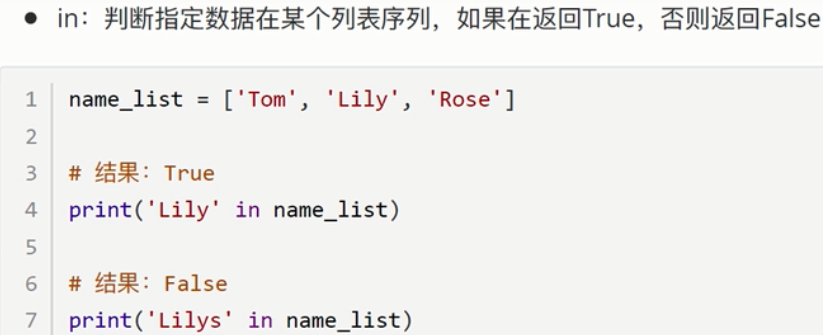 ● in：判断指定数据在某个列表序列，如果在返回True，否则返回False
1 name_list = ['Tom', 'Lily', 'Rose']
2
3 # 结果：True
4 print('Lily' in name_list)
5
6 # 结果：False
7 print('Lilys' in name_list)